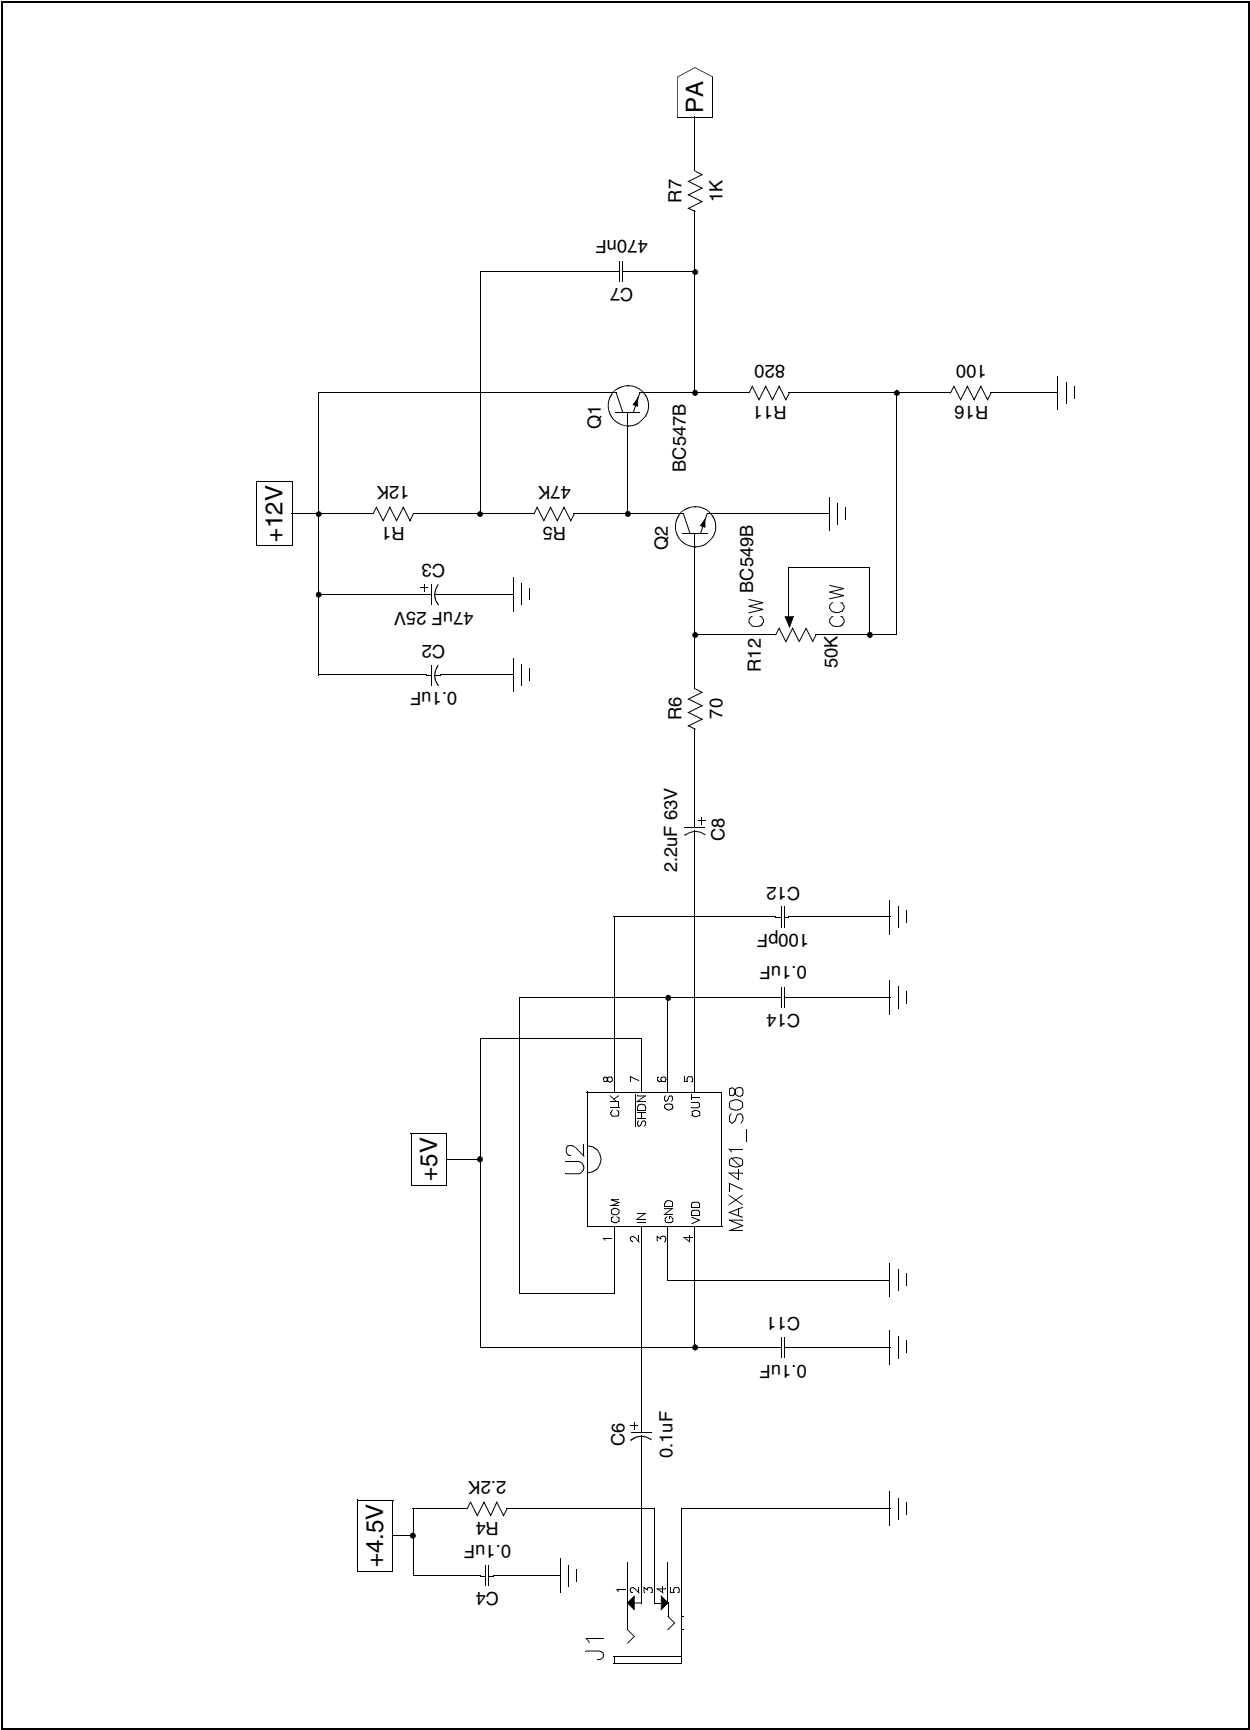 PA
R7
1K
470nF
C7
Q1
BC547B
820
R11
100
R16
+12V
12K
R1
47K
R5
Q2
BC549B
C3
+
47uF 25V
C2
0.1uF
R12
CW
50K
CCW
R6
70
2.2uF 63V
+
C8
C12
100pF
0.1uF
C14
+5V
8
7
6
5
CLK
SHDN
OS
OUT
U2
MAX7401_SO8
COM
IN
GND
VDD
1
2
3
4
C11
0.1uF
C6
+
0.1uF
+4.5V
2.2K
R4
0.1uF
C4
J1
1
2
3
4
5